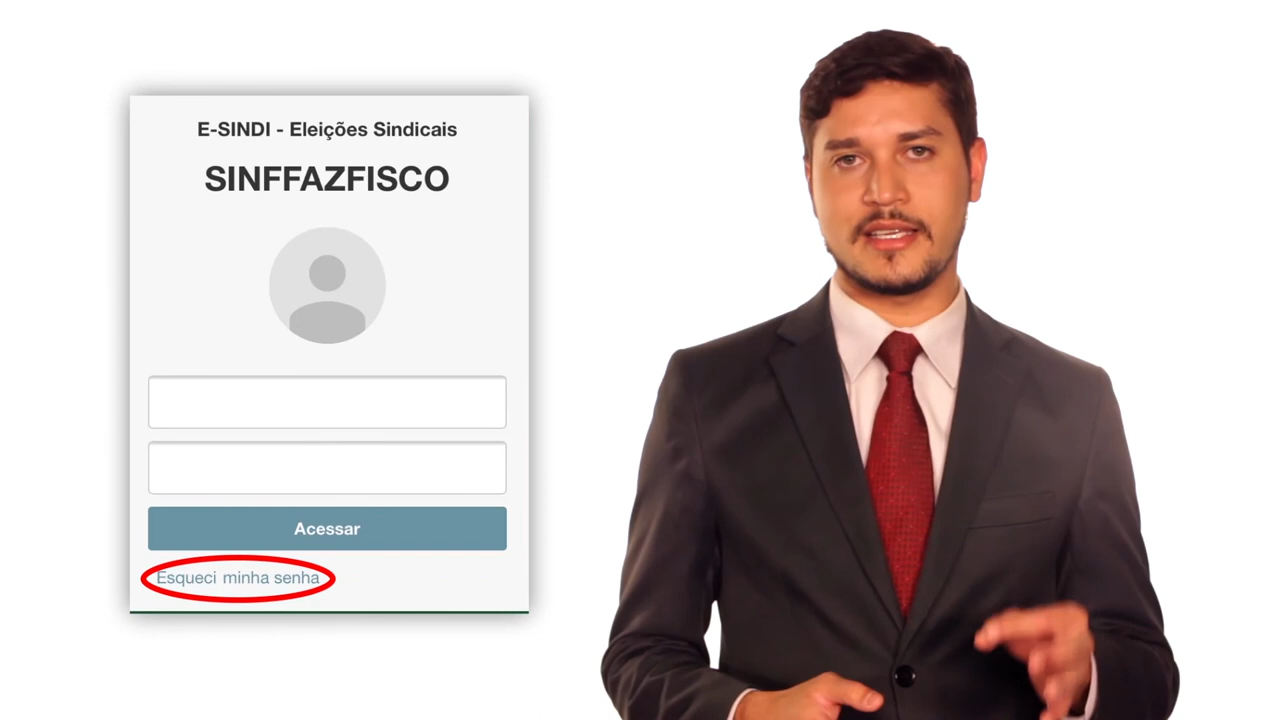 E-SINDI - Eleições Sindicais
SINFFAZFISCO
Acessar
Esqueci minha senha